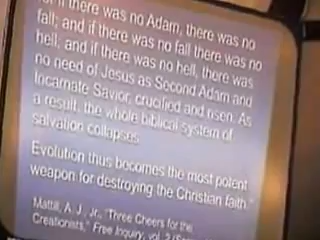 if there was no Adam, there was no
fall; and if there was no fall there was no
hell; and if there was no hell, there was
no need of Jesus as Second Adam and
Incarnate Savior, crucified and risen. As
a result, the whole biblical system of
salvation collapses.
Evolution thus becomes the most potent
weapon for destroying the Christian faith."
Mattill, A. J., Jr., "Three Cheers for the
Creationists," Free Inquiry, vol. 2